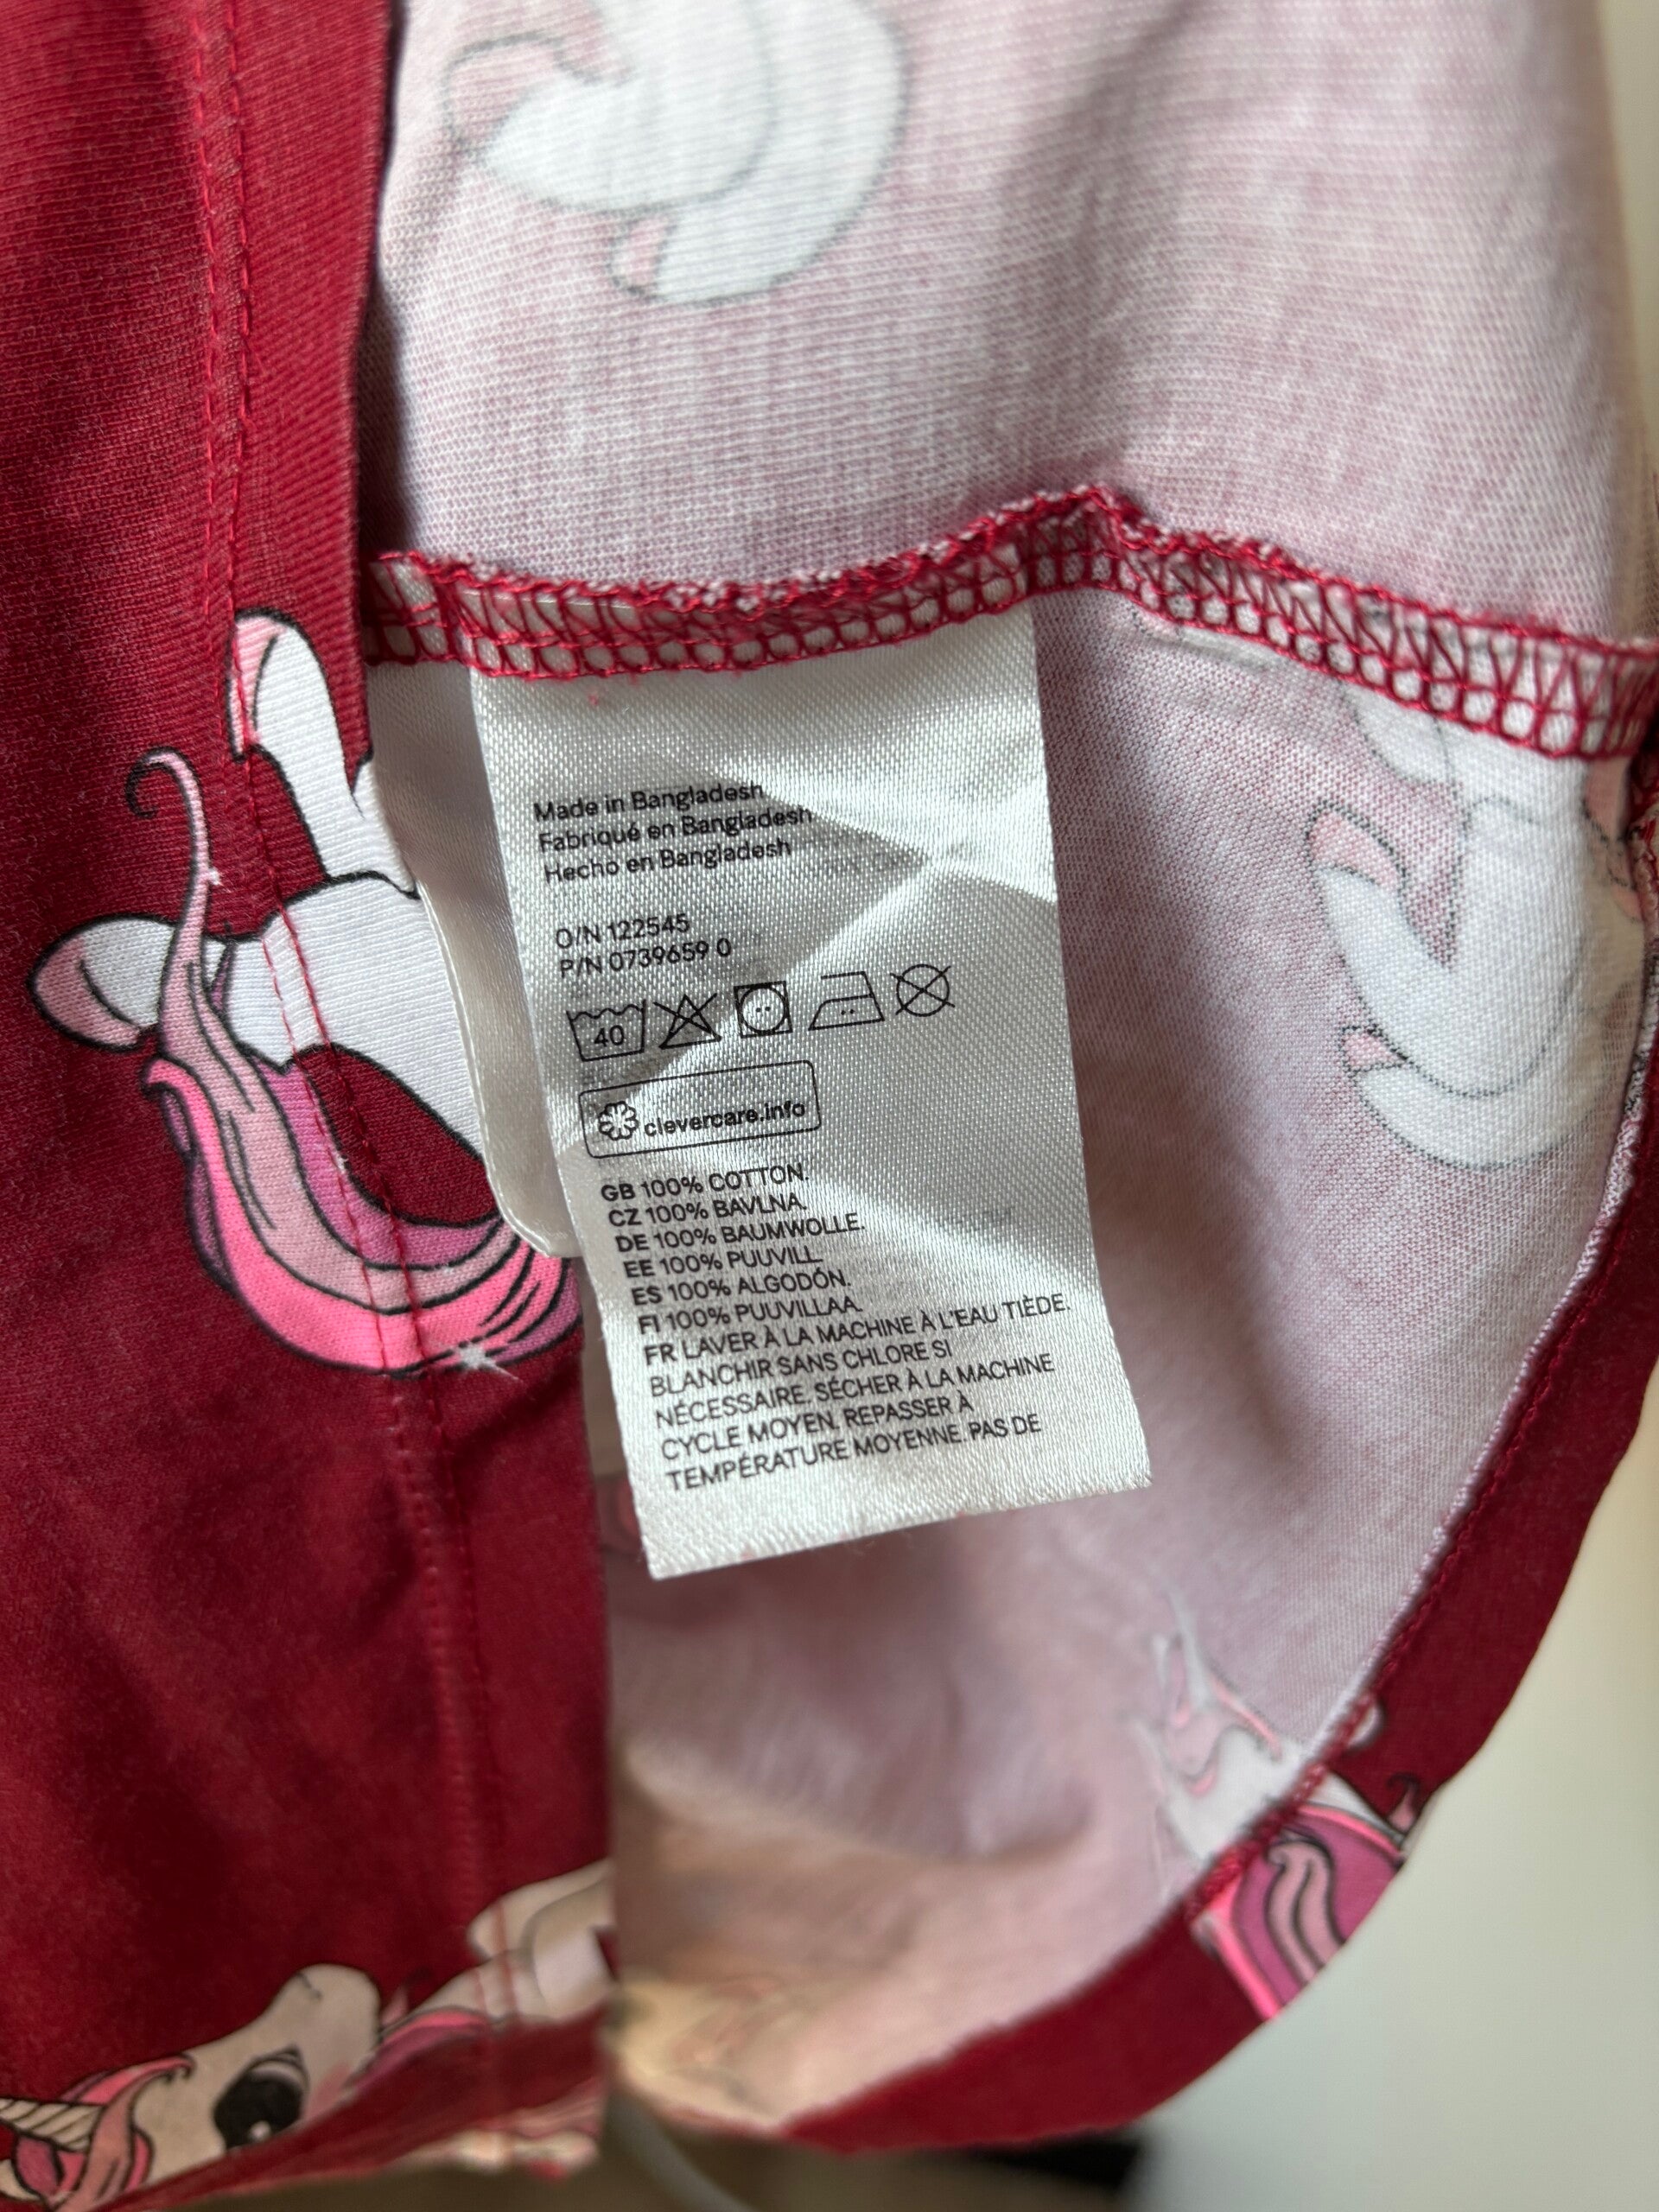 Made in Bangladesh
Fabriqué en Bangladesh
Hecho en Bangladesh
O/N 122545
P/N 0739659 0
40
clevercare.info
GB 100% COTTON.
CZ 100% BAVLNA.
DE 100% BAUMWOLLE.
EE 100% PUUVILL
ES 100% ALGODÓN.
FI 100% PUUVILLAA.
FR LAVER À LA MACHINE À L'EAU TIÈDE.
BLANCHIR SANS CHLORE SI
NÉCESSAIRE. SÉCHER À LA MACHINE
CYCLE MOYEN. REPASSER À
TEMPÉRATURE MOYENNE. PAS DE